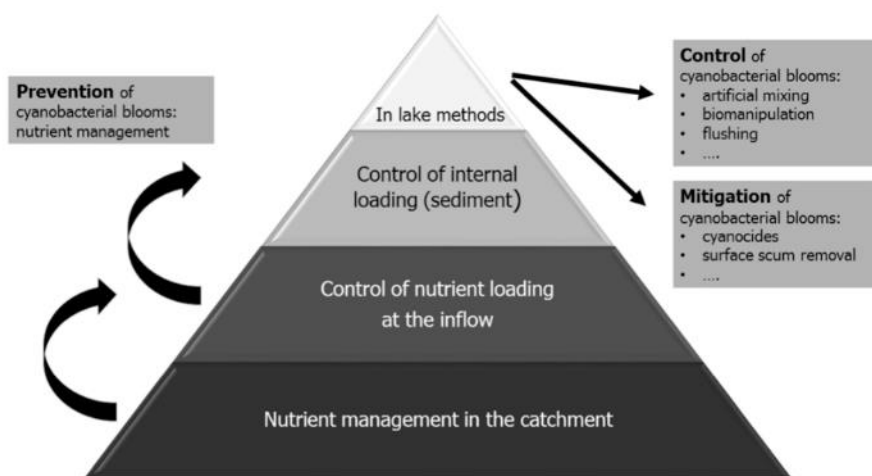 Prevention of
cyanobacterial blooms:
nutrient management
In lake methods
Control of internal
loading (sediment)
Control of nutrient loading
at the inflow
Nutrient management in the catchment
Control of
cyanobacterial blooms:
• artificial mixing
• biomanipulation
• flushing
• ....
Mitigation of
cyanobacterial blooms:
• cyanocides
• surface scum removal
• ....